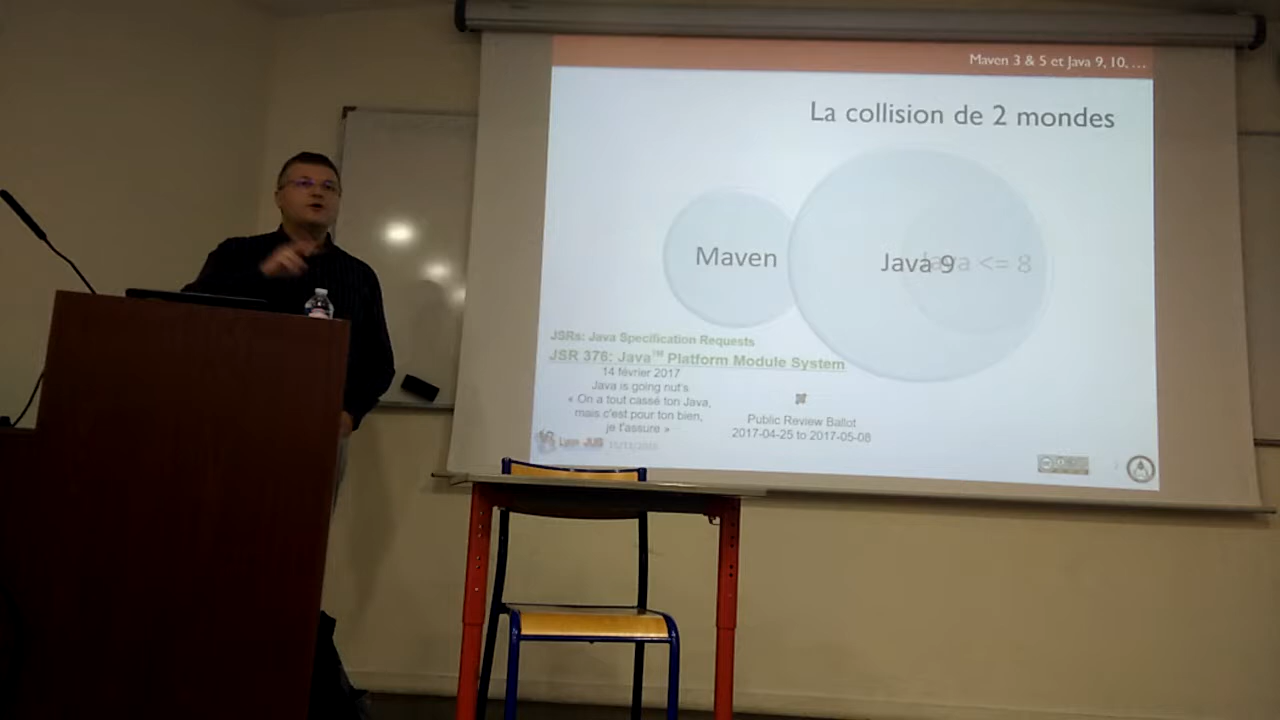 Maven 3 & 5 et Java 9, 10, ...
La collision de 2 mondes
Maven
Java 9
Java <= 8
JSRs: Java Specification Requests
JSR 376: Java™ Platform Module System
14 février 2017
Java is going nut's
« On a tout cassé ton Java,
mais c'est pour ton bien,
je t'assure »
Public Review Ballot
2017-04-25 to 2017-05-08
Lyon JUG